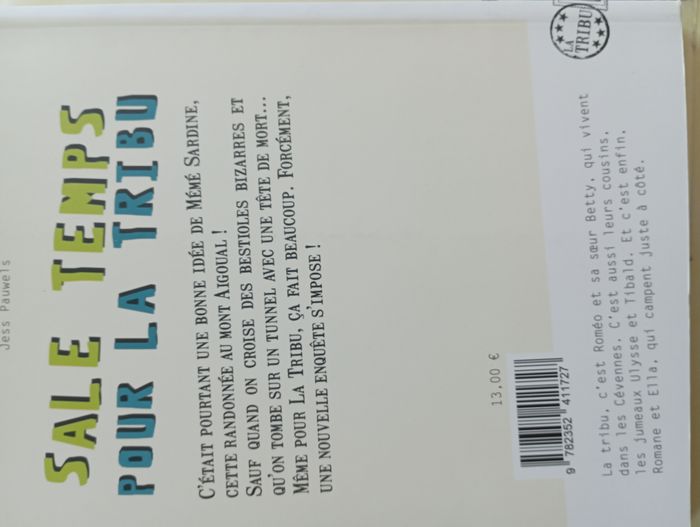 Jess Pauwels
SALE TEMPS
POUR LA TRIBU
C'ÉTAIT POURTANT UNE BONNE IDÉE DE MÉMÉ SARDINE,
CETTE RANDONNÉE AU MONT AIGOUAL !
SAUF QUAND ON CROISE DES BESTIOLES BIZARRES ET
QU'ON TOMBE SUR UN TUNNEL AVEC UNE TÊTE DE MORT...
MÊME POUR LA TRIBU, ÇA FAIT BEAUCOUP. FORCÉMENT,
UNE NOUVELLE ENQUÊTE S'IMPOSE !
13,00 €
9 782352 411727
LA TRIBU
La tribu, c'est Roméo et sa sœur Betty, qui vivent
dans les Cévennes. C'est aussi leurs cousins,
les jumeaux Ulysse et Tibald. Et c'est enfin,
Romane et Ella, qui campent juste à côté.